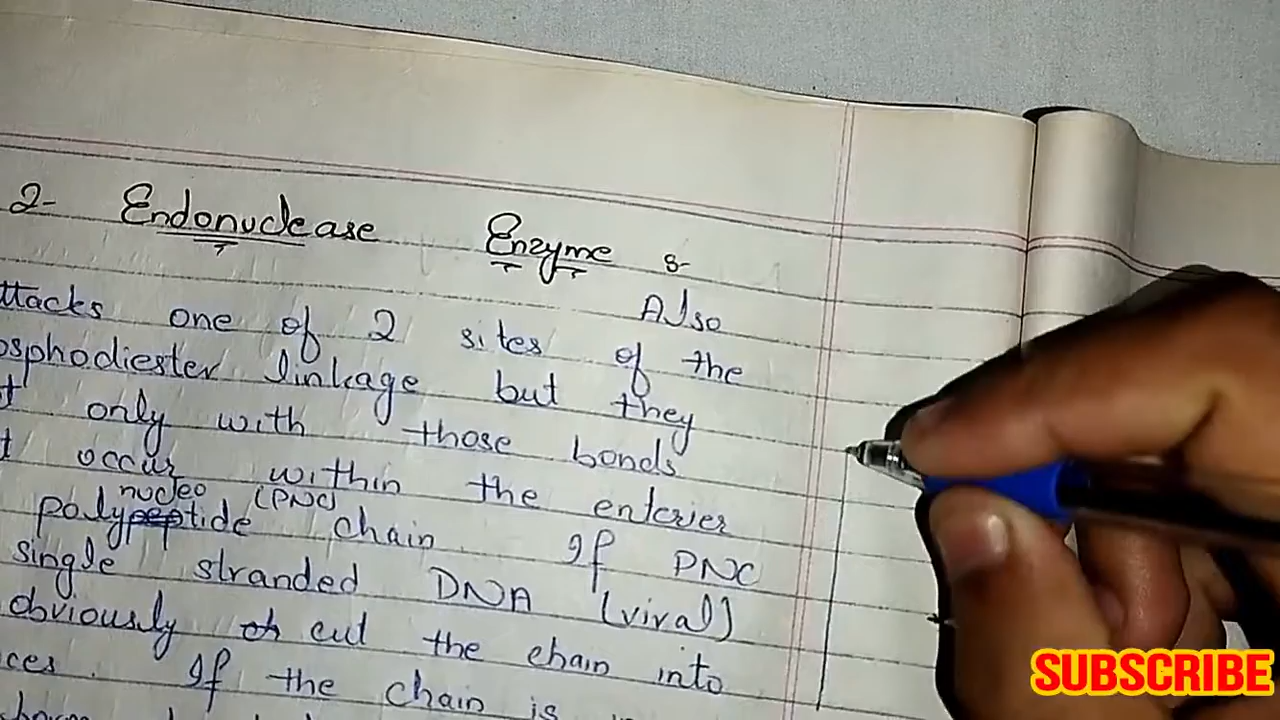 2- Endonuclease Enzyme :-
Also
ttacks one of 2 sites of the
osphodiester linkage but they
t only with those bonds
t occur within the enterier
nucleo (PNC)
polypeptide chain. If PNC
single stranded DNA (viral)
obviously cut the chain into
ces. If the chain is
SUBSCRIBE